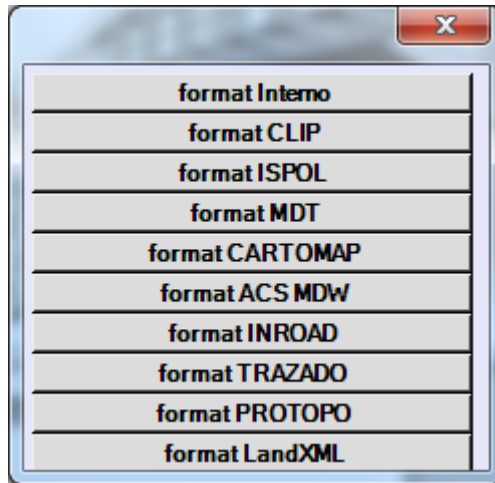 format Interno
format CLIP
format ISPOL
format MDT
format CARTOMAP
format ACS MDW
format INROAD
format TRAZADO
format PROTOPO
format LandXML